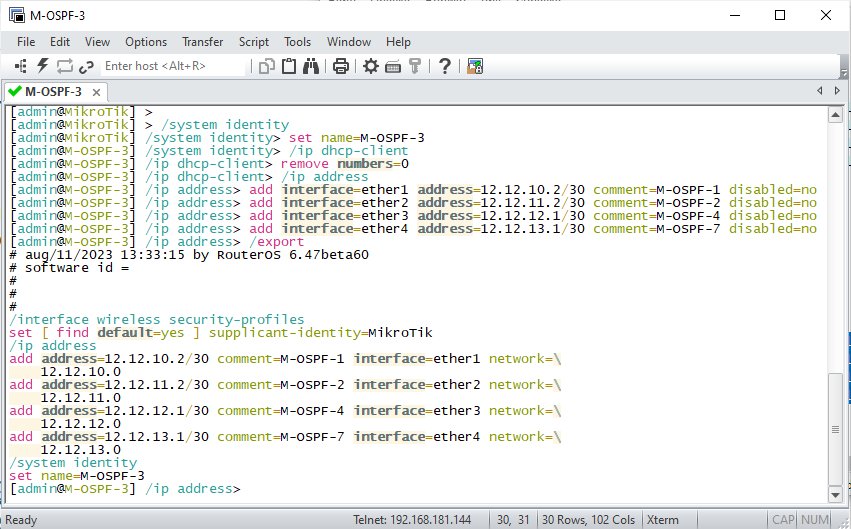 M-OSPF-3
File Edit View Options Transfer Script Tools Window Help
Enter host <Alt+R>
M-OSPF-3
[admin@MikroTik] >
[admin@MikroTik] > /system identity
[admin@MikroTik] /system identity> set name=M-OSPF-3
[admin@M-OSPF-3] /system identity> /ip dhcp-client
[admin@M-OSPF-3] /ip dhcp-client> remove numbers=0
[admin@M-OSPF-3] /ip dhcp-client> /ip address
[admin@M-OSPF-3] /ip address> add interface=ether1 address=12.12.10.2/30 comment=M-OSPF-1 disabled=no
[admin@M-OSPF-3] /ip address> add interface=ether2 address=12.12.11.2/30 comment=M-OSPF-2 disabled=no
[admin@M-OSPF-3] /ip address> add interface=ether3 address=12.12.12.1/30 comment=M-OSPF-4 disabled=no
[admin@M-OSPF-3] /ip address> add interface=ether4 address=12.12.13.1/30 comment=M-OSPF-7 disabled=no
[admin@M-OSPF-3] /ip address> /export
# aug/11/2023 13:33:15 by RouterOS 6.47beta60
# software id =
#
#
#
/interface wireless security-profiles
set [ find default=yes ] supplicant-identity=MikroTik
/ip address
add address=12.12.10.2/30 comment=M-OSPF-1 interface=ether1 network=\
    12.12.10.0
add address=12.12.11.2/30 comment=M-OSPF-2 interface=ether2 network=\
    12.12.11.0
add address=12.12.12.1/30 comment=M-OSPF-4 interface=ether3 network=\
    12.12.12.0
add address=12.12.13.1/30 comment=M-OSPF-7 interface=ether4 network=\
    12.12.13.0
/system identity
set name=M-OSPF-3
[admin@M-OSPF-3] /ip address>
Ready Telnet: 192.168.181.144 30, 31 30 Rows, 102 Cols Xterm CAP NUM